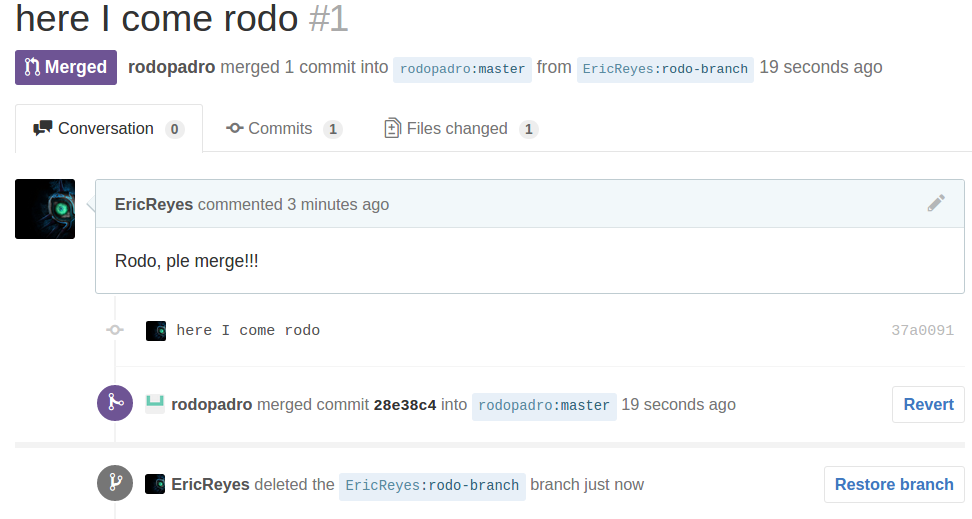 here I come rodo #1
Merged rodopadro merged 1 commit into rodopadro:master from EricReyes:rodo-branch 19 seconds ago
Conversation 0 Commits 1 Files changed 1
EricReyes commented 3 minutes ago
Rodo, ple merge!!!
here I come rodo 37a0091
rodopadro merged commit 28e38c4 into rodopadro:master 19 seconds ago Revert
EricReyes deleted the EricReyes:rodo-branch branch just now Restore branch